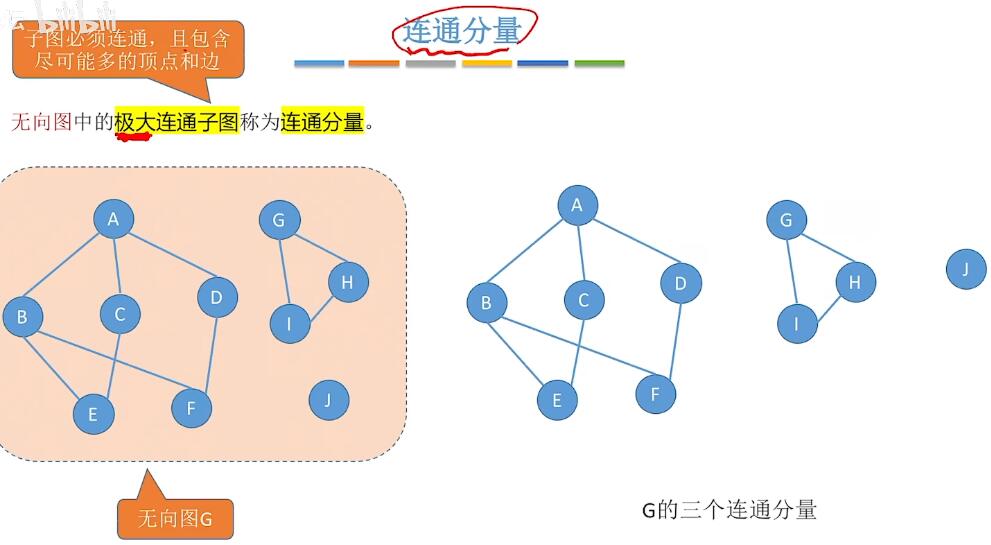 bilibili
连通分量
子图必须连通，且包含
尽可能多的顶点和边
无向图中的极大连通子图称为连通分量。
A
G
H
D
B
C
I
E
F
J
无向图G
A
G
J
D
H
B
C
I
E
F
G的三个连通分量